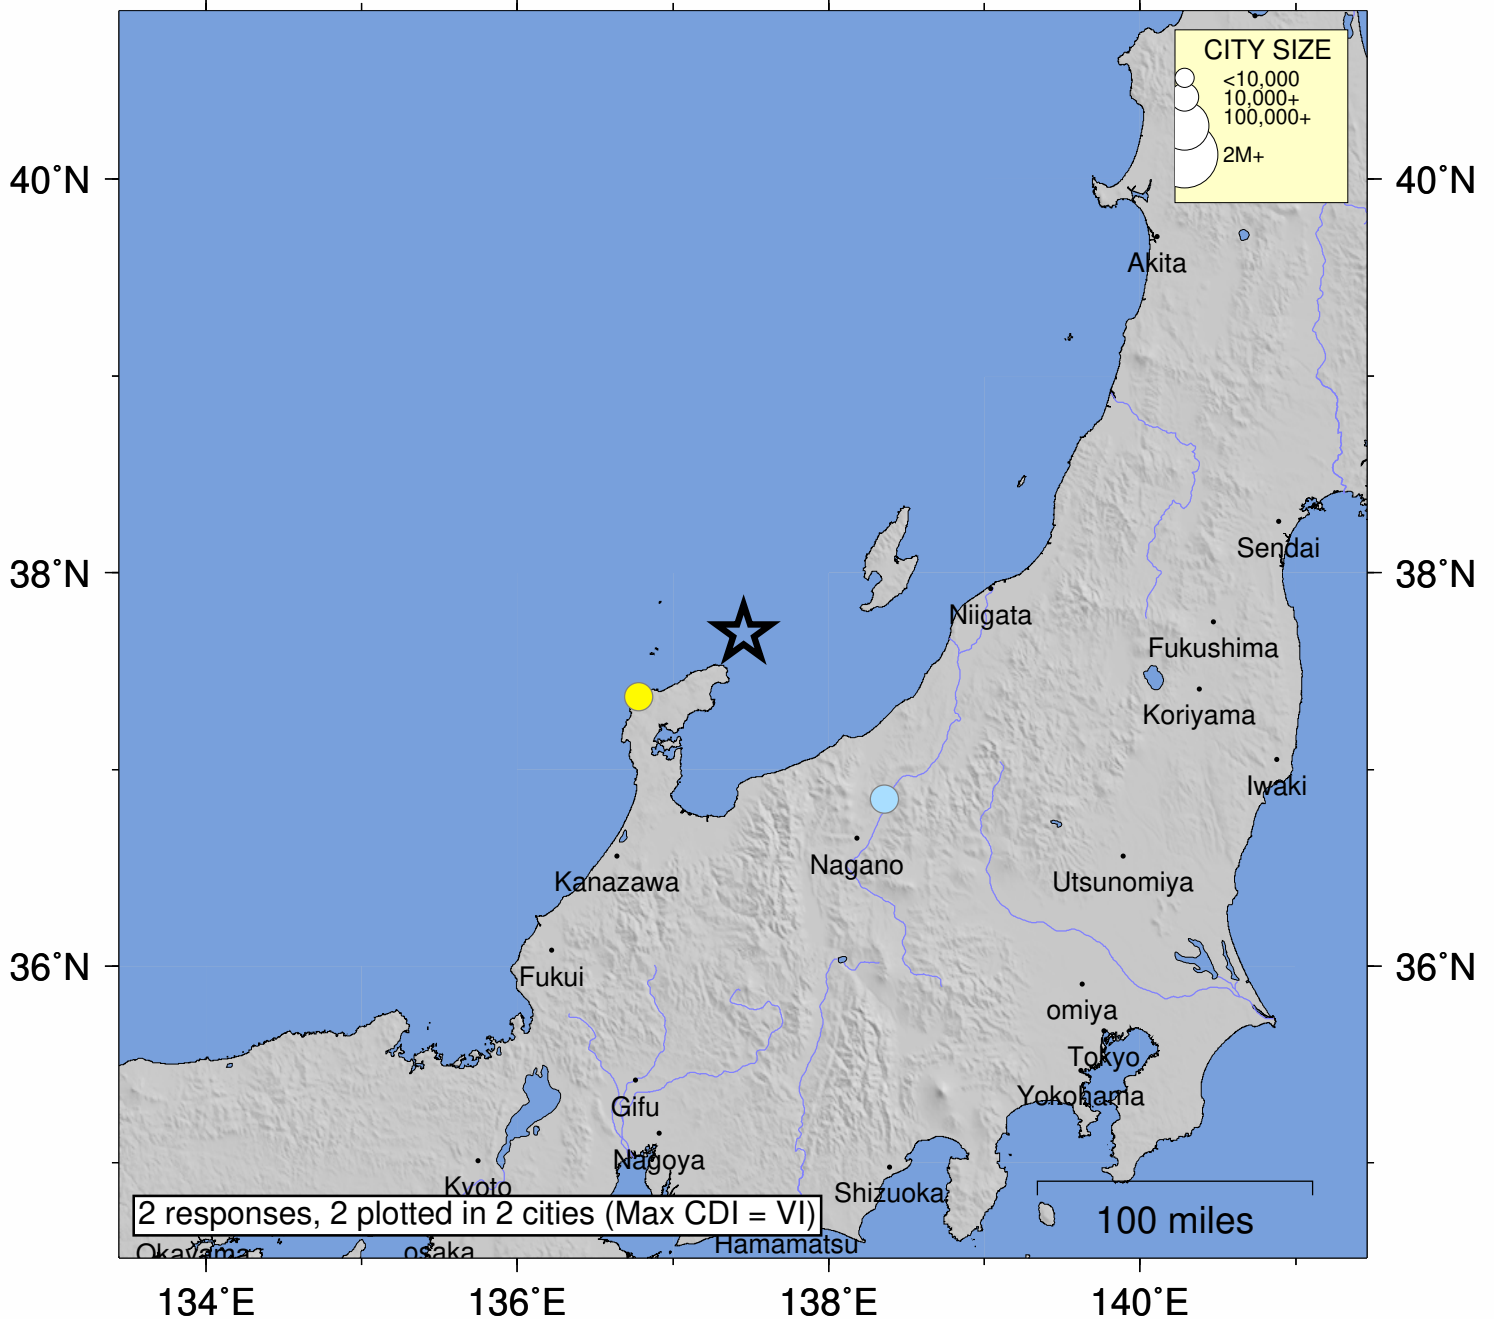 CITY SIZE
<10,000
10,000+
100,000+
2M+
40°N
40°N
Akita
38°N
Sendai
38°N
Niigata
Fukushima
Koriyama
Iwaki
Nagano
Kanazawa
Utsunomiya
36°N
36°N
Fukui
omiya
Tokyo
Yokohama
Gifu
Nagoya
Kyoto
Shizuoka
2 responses, 2 plotted in 2 cities (Max CDI = VI)
100 miles
Hamamatsu
Okayama
osaka
134°E
136°E
138°E
140°E